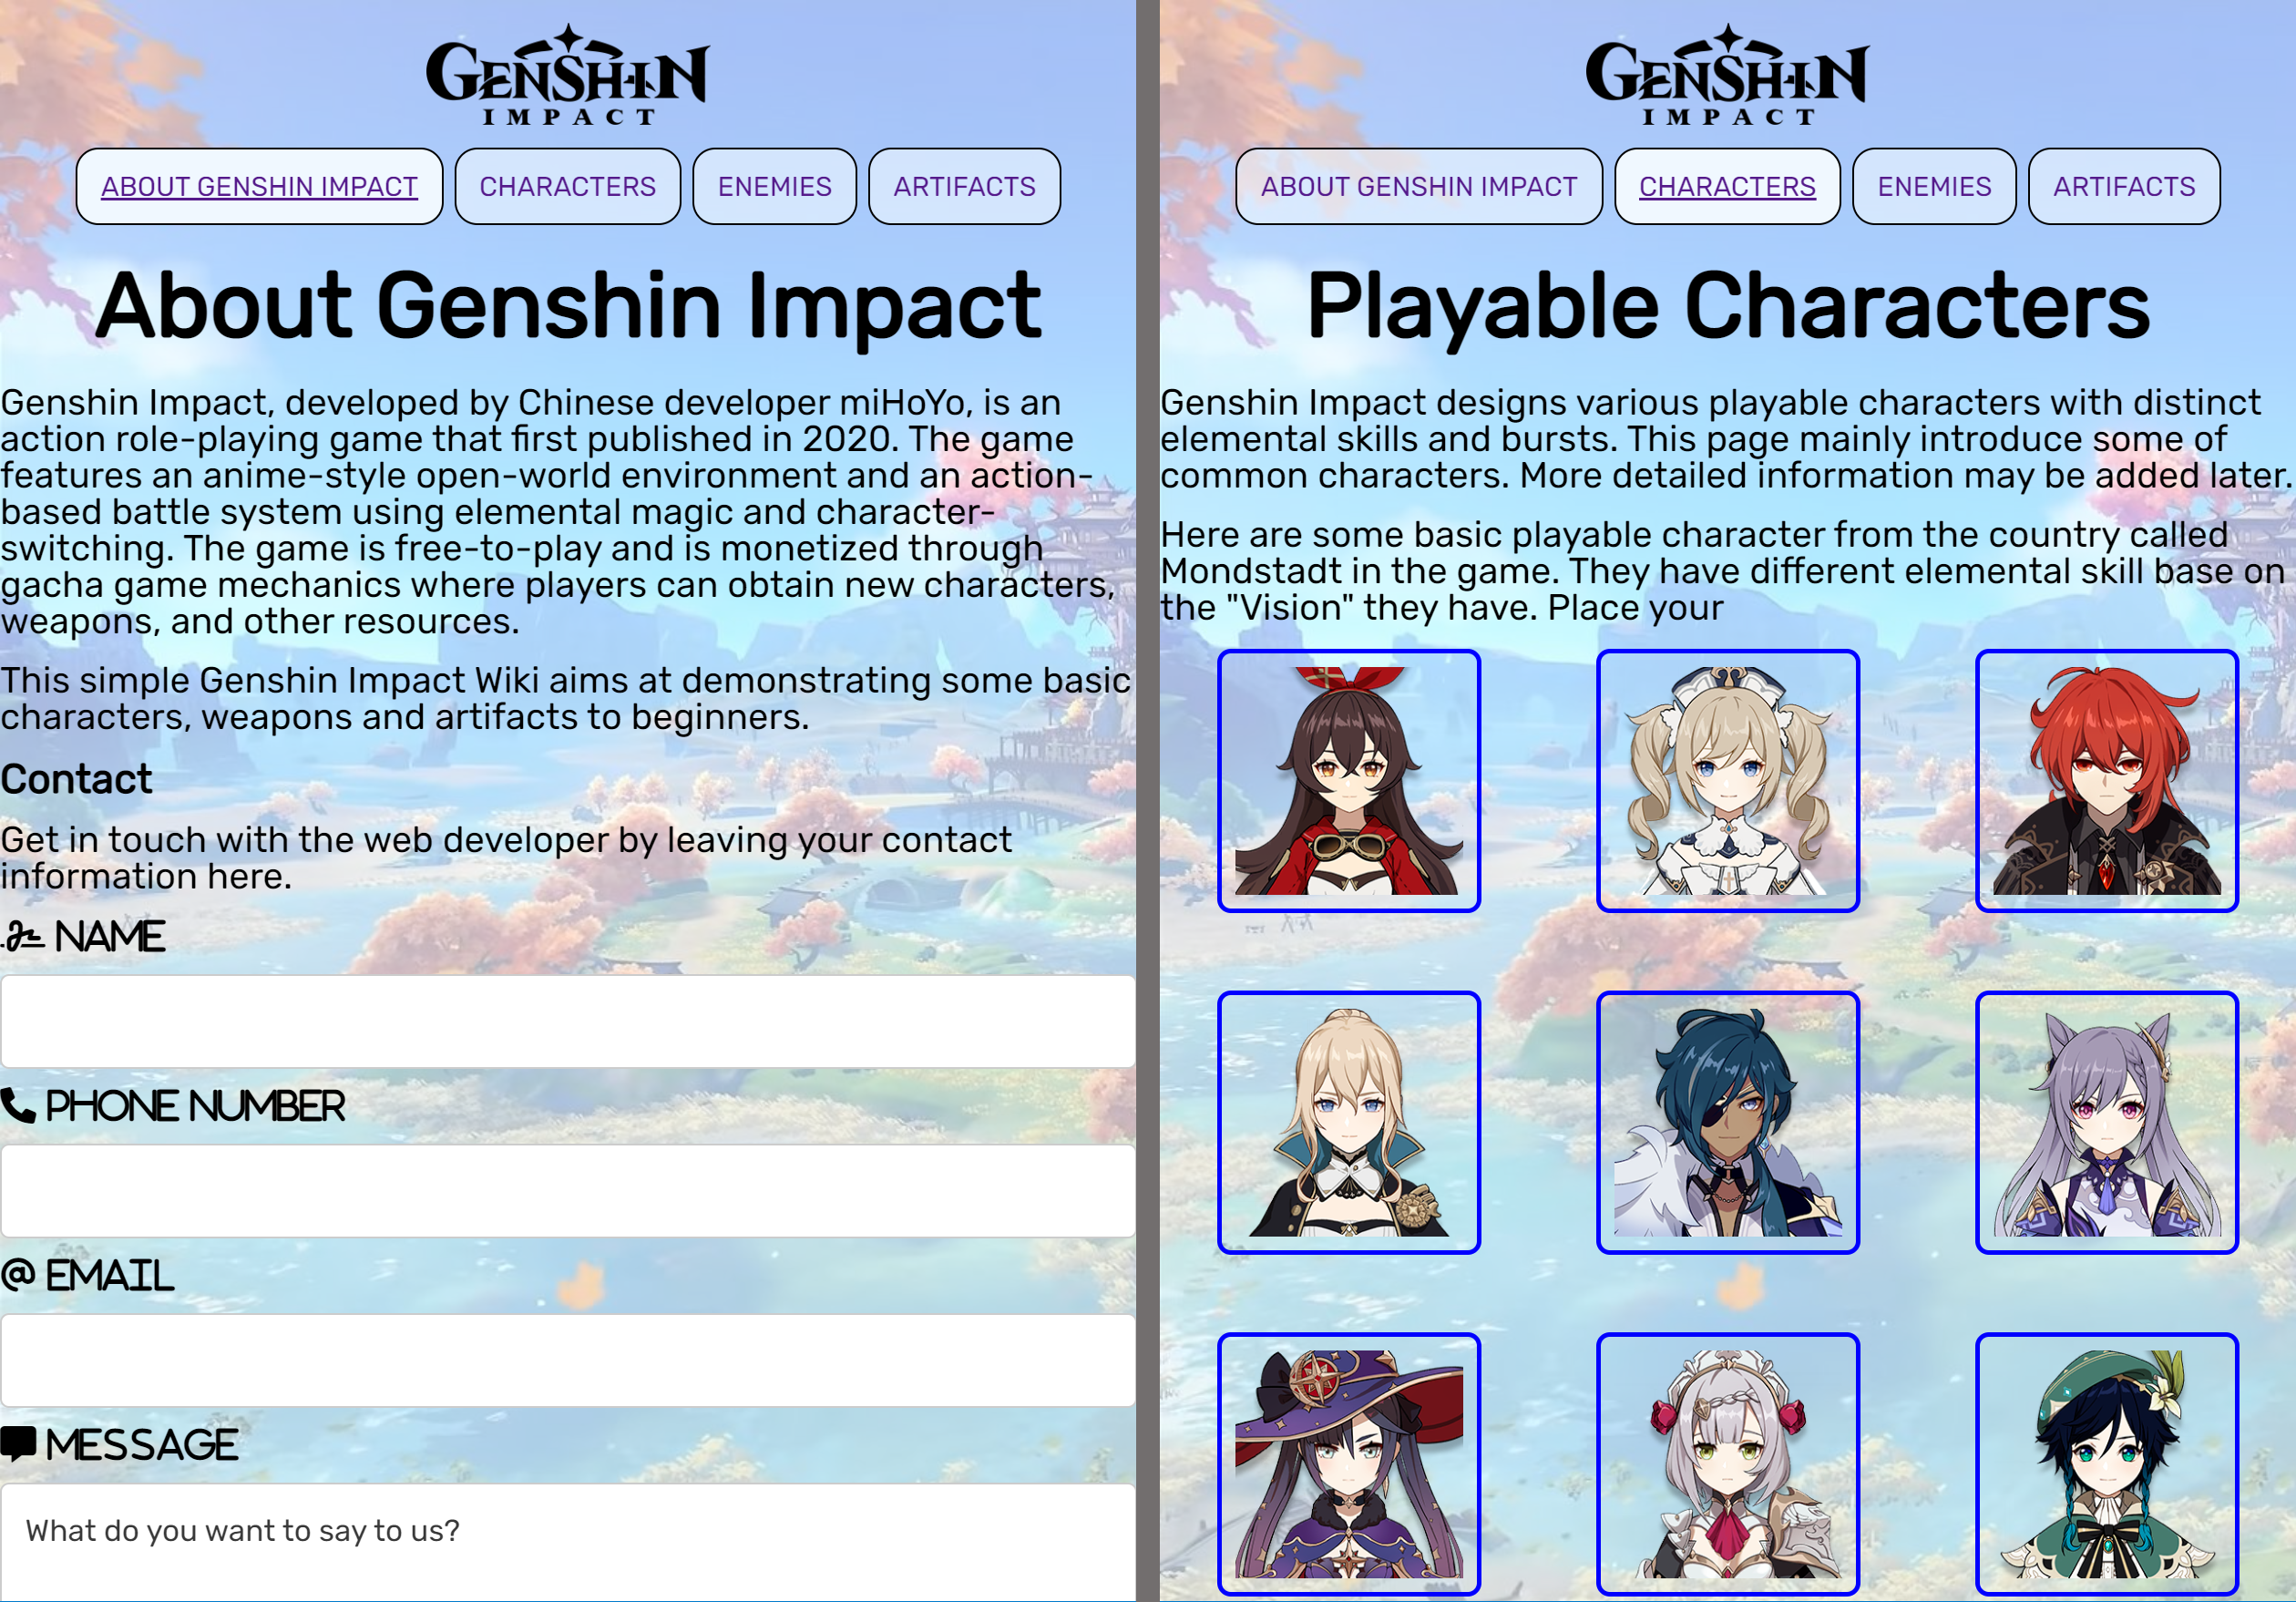 GENSHIN
IMPACT
ABOUT GENSHIN IMPACT
CHARACTERS
ENEMIES
ARTIFACTS
About Genshin Impact
Genshin Impact, developed by Chinese developer miHoYo, is an
action role-playing game that first published in 2020. The game
features an anime-style open-world environment and an action-
based battle system using elemental magic and character-
switching. The game is free-to-play and is monetized through
gacha game mechanics where players can obtain new characters,
weapons, and other resources.
This simple Genshin Impact Wiki aims at demonstrating some basic
characters, weapons and artifacts to beginners.
Contact
Get in touch with the web developer by leaving your contact
information here.
NAME
PHONE NUMBER
@ EMAIL
MESSAGE
What do you want to say to us?
GENSHIN
IMPACT
ABOUT GENSHIN IMPACT
CHARACTERS
ENEMIES
ARTIFACTS
Playable Characters
Genshin Impact designs various playable characters with distinct
elemental skills and bursts. This page mainly introduce some of
common characters. More detailed information may be added later.
Here are some basic playable character from the country called
Mondstadt in the game. They have different elemental skill base on
the "Vision" they have. Place your